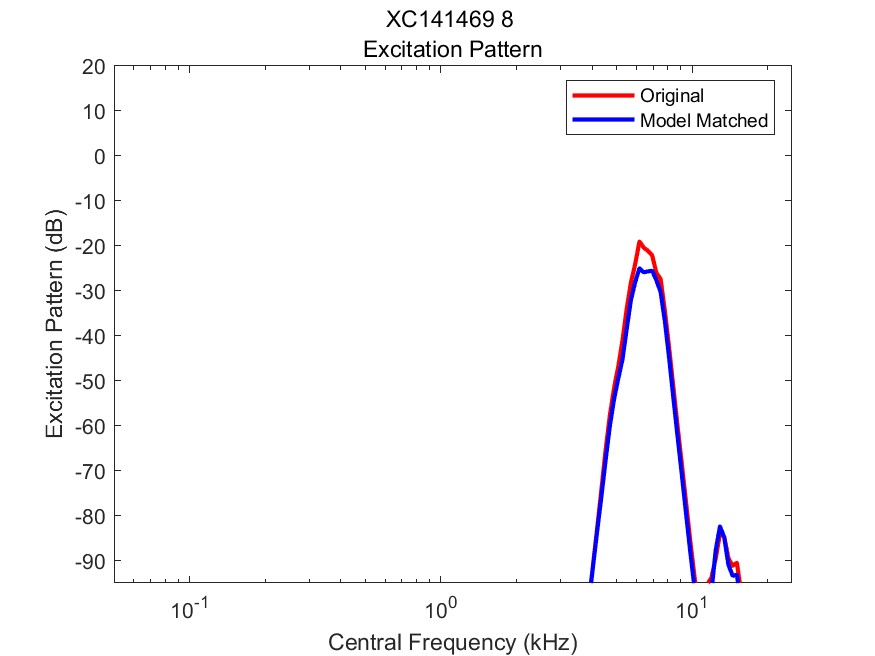 XC141469 8
Excitation Pattern
Original
Model Matched
20
10
0
-10
-20
-30
-40
-50
-60
-70
-80
-90
Excitation Pattern (dB)
10^-1 10^0 10^1
Central Frequency (kHz)